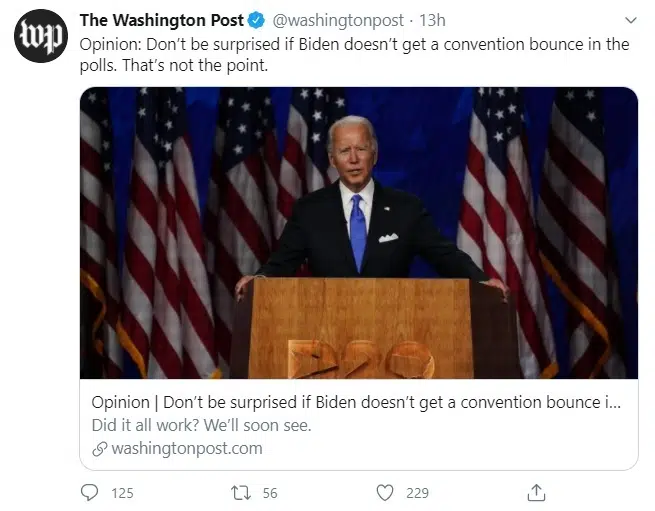 The Washington Post @washingtonpost · 13h
Opinion: Don't be surprised if Biden doesn't get a convention bounce in the
polls. That's not the point.
wp
Opinion | Don't be surprised if Biden doesn't get a convention bounce i...
Did it all work? We'll soon see.
washingtonpost.com
125 56 229